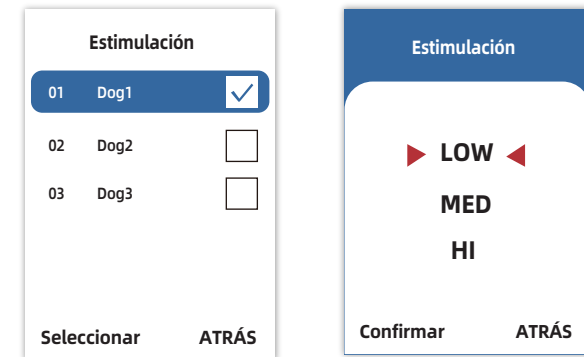 Estimulación
01 Dog1
02 Dog2
03 Dog3
Seleccionar ATRÁS
Estimulación
LOW
MED
HI
Confirmar ATRÁS